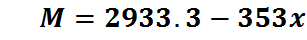 M = 2933.3 − 353x